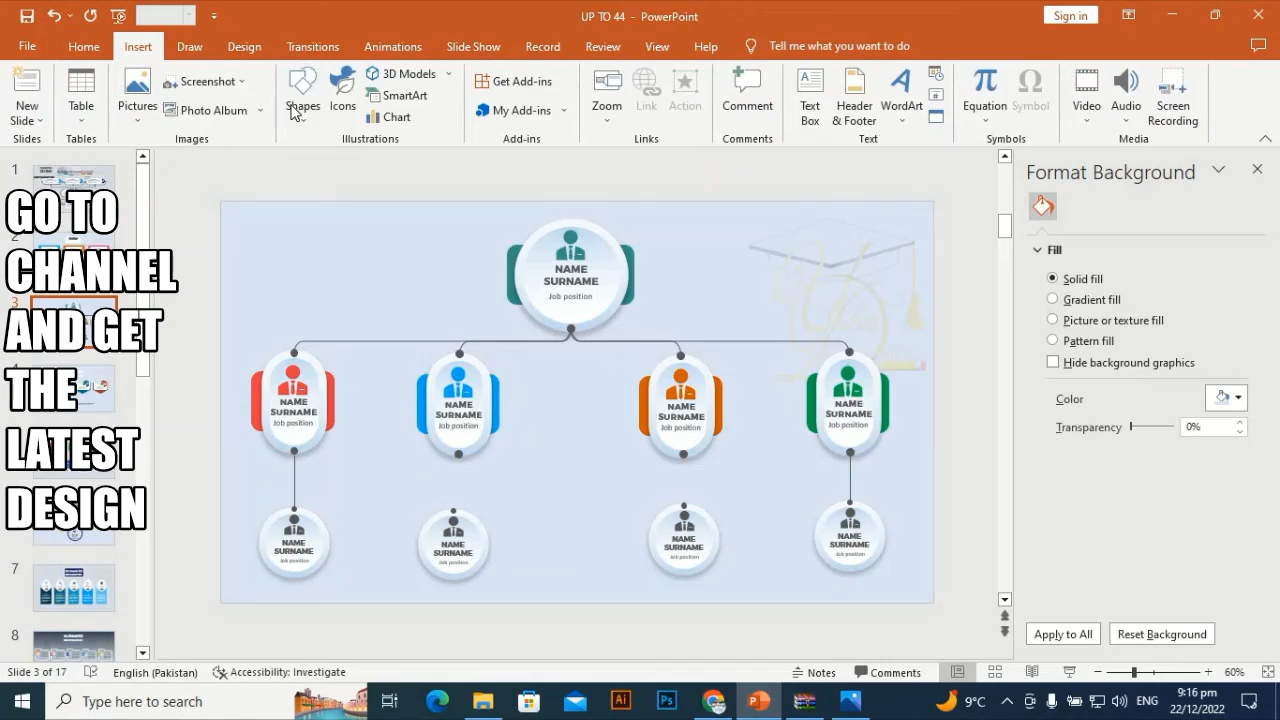 UP TO 44 - PowerPoint
Sign in
File
Home
Insert
Draw
Design
Transitions
Animations
Slide Show
Record
Review
View
Help
Tell me what you want to do
New
Slide
Slides
Table
Tables
Pictures
Screenshot
Photo Album
Images
Shapes
Icons
3D Models
SmartArt
Chart
Illustrations
Get Add-ins
My Add-ins
Add-ins
Zoom
Link
Action
Links
Comment
Comments
Text
Box
Header
& Footer
WordArt
Text
Equation
Symbol
Symbols
Video
Audio
Screen
Recording
Media
1
2
3
4
7
8
GO TO
CHANNEL
AND GET
THE
LATEST
DESIGN
NAME
SURNAME
Job position
NAME
SURNAME
Job position
NAME
SURNAME
Job position
NAME
SURNAME
Job position
NAME
SURNAME
Job position
NAME
SURNAME
Job position
NAME
SURNAME
Job position
NAME
SURNAME
Job position
NAME
SURNAME
Job position
Format Background
Fill
Solid fill
Gradient fill
Picture or texture fill
Pattern fill
Hide background graphics
Color
Transparency
0%
Apply to All
Reset Background
Slide 3 of 17
English (Pakistan)
Accessibility: Investigate
Notes
Comments
60%
Type here to search
Ai
Ps
9°C
ENG
9:16 pm
22/12/2022